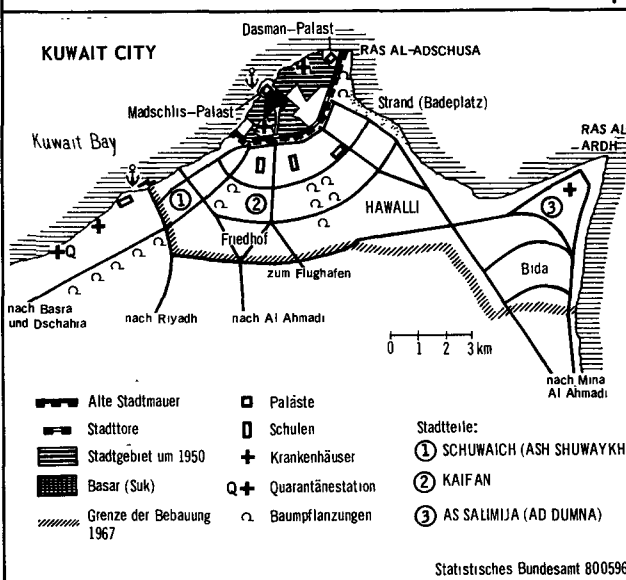 KUWAIT CITY
Dasman-Palast
RAS AL-ADSCHUSA
Madschlis-Palast
Strand (Badeplatz)
Kuwait Bay
RAS AL
ARDH
1
2
3
HAWALLI
Friedhof
Bida
zum Flughafen
Q
nach Basra
und Dschahra
nach Riyadh
nach Al Ahmadi
0 1 2 3 km
nach Mina
Al Ahmadi
Alte Stadtmauer
Stadttore
Stadtgebiet um 1950
Basar (Suk)
Grenze der Bebauung
1967
Paläste
Schulen
Krankenhäuser
Q Quarantänestation
Baumpflanzungen
Stadtteile:
1 SCHUWAICH (ASH SHUWAYKH
2 KAIFAN
3 AS SALIMIJA (AD DUMNA)
Statistisches Bundesamt 800596